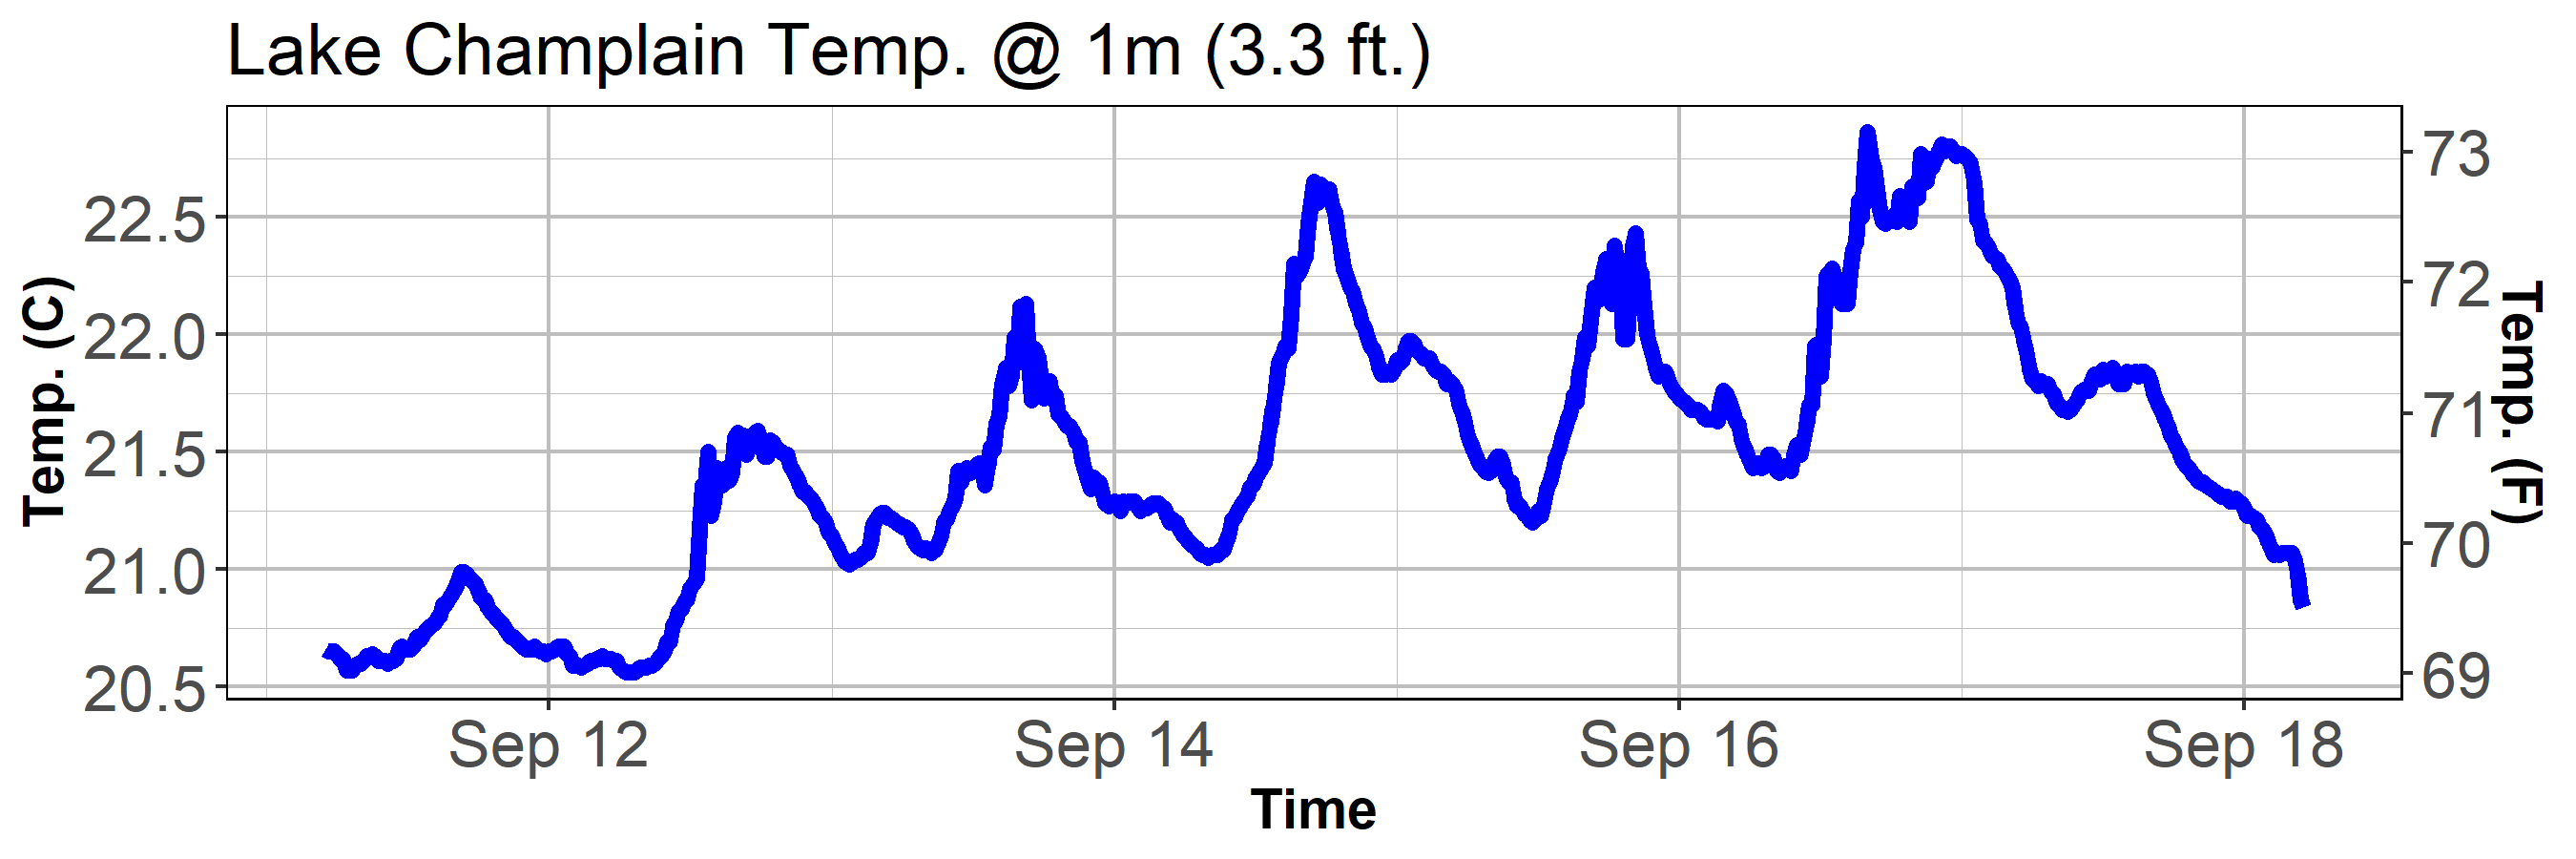 Lake Champlain Temp. @ 1m (3.3 ft.)
Temp. (C)
22.5
22.0
21.5
21.0
20.5
73
72
71
70
69
Temp. (F)
Sep 12
Sep 14
Sep 16
Sep 18
Time